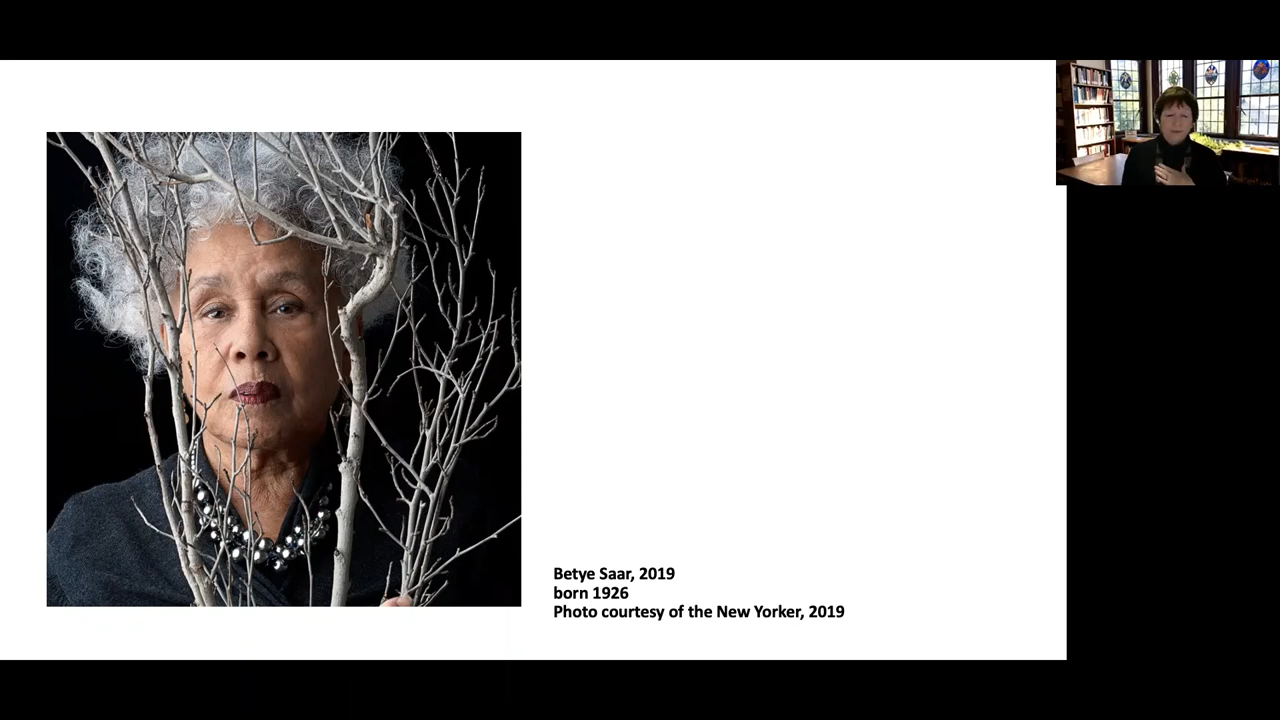 Betye Saar, 2019
born 1926
Photo courtesy of the New Yorker, 2019